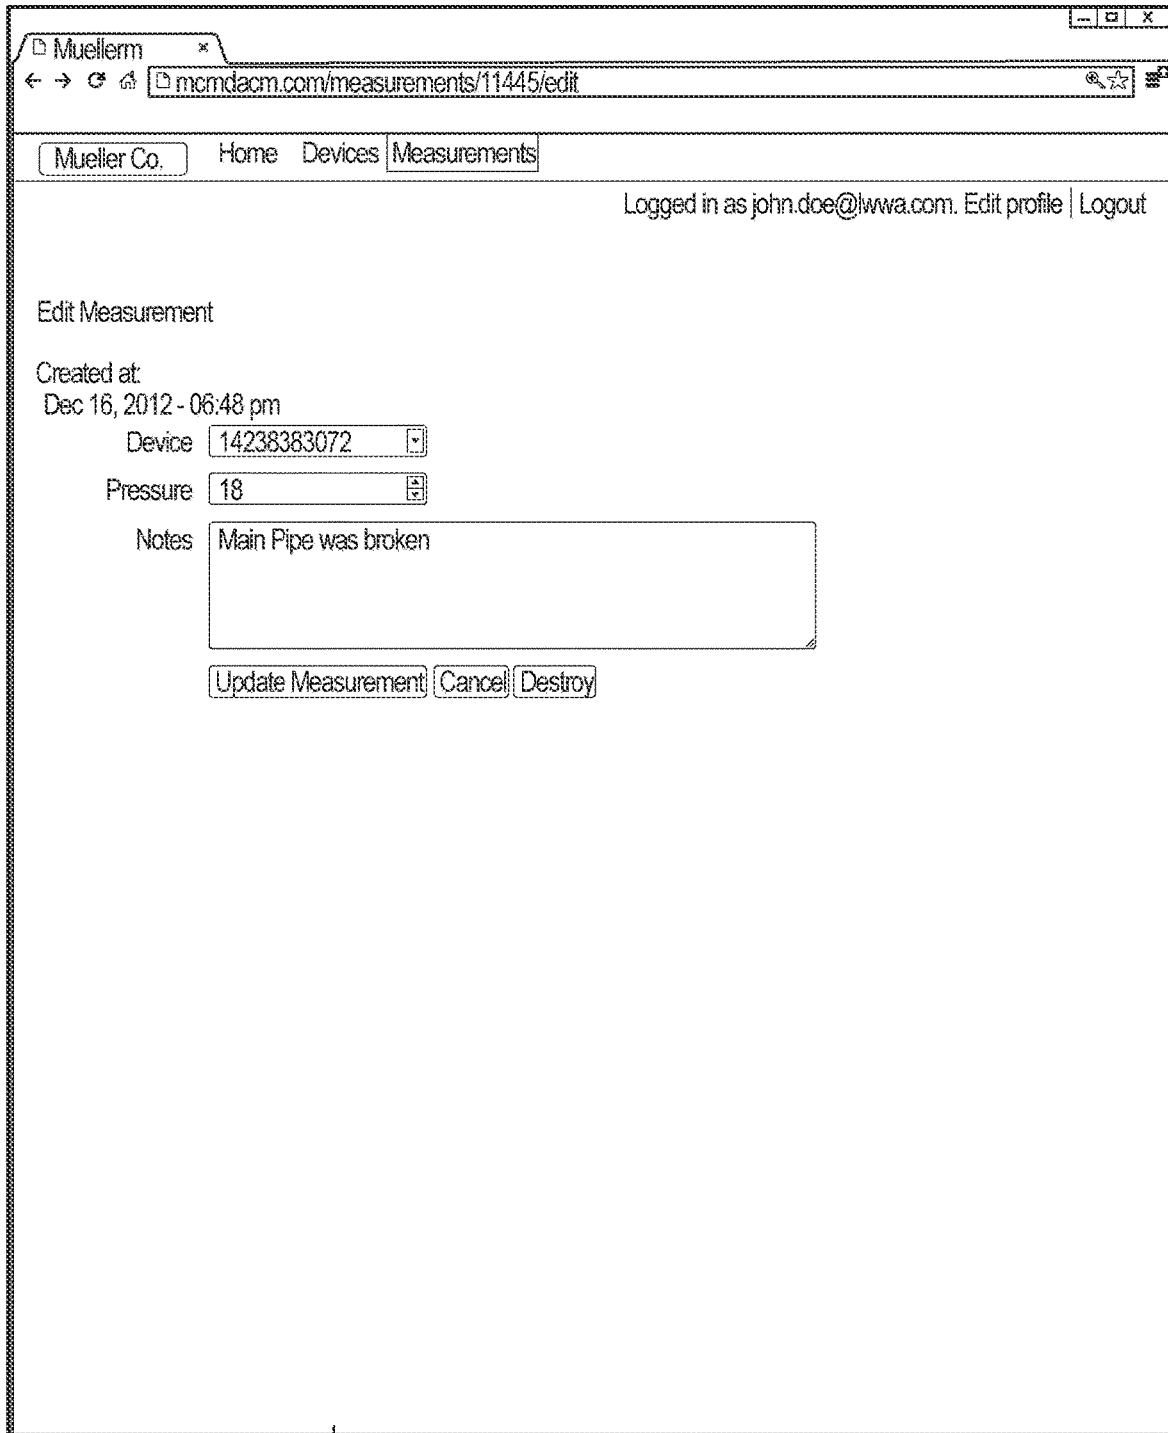 Muellerm
mcmdacm.com/measurements/11445/edit
Mueller Co. Home Devices Measurements
Logged in as john.doe@lwwa.com. Edit profile | Logout
Edit Measurement
Created at:
Dec 16, 2012 - 06:48 pm
Device 14238383072
Pressure 18
Notes Main Pipe was broken
Update Measurement Cancel Destroy